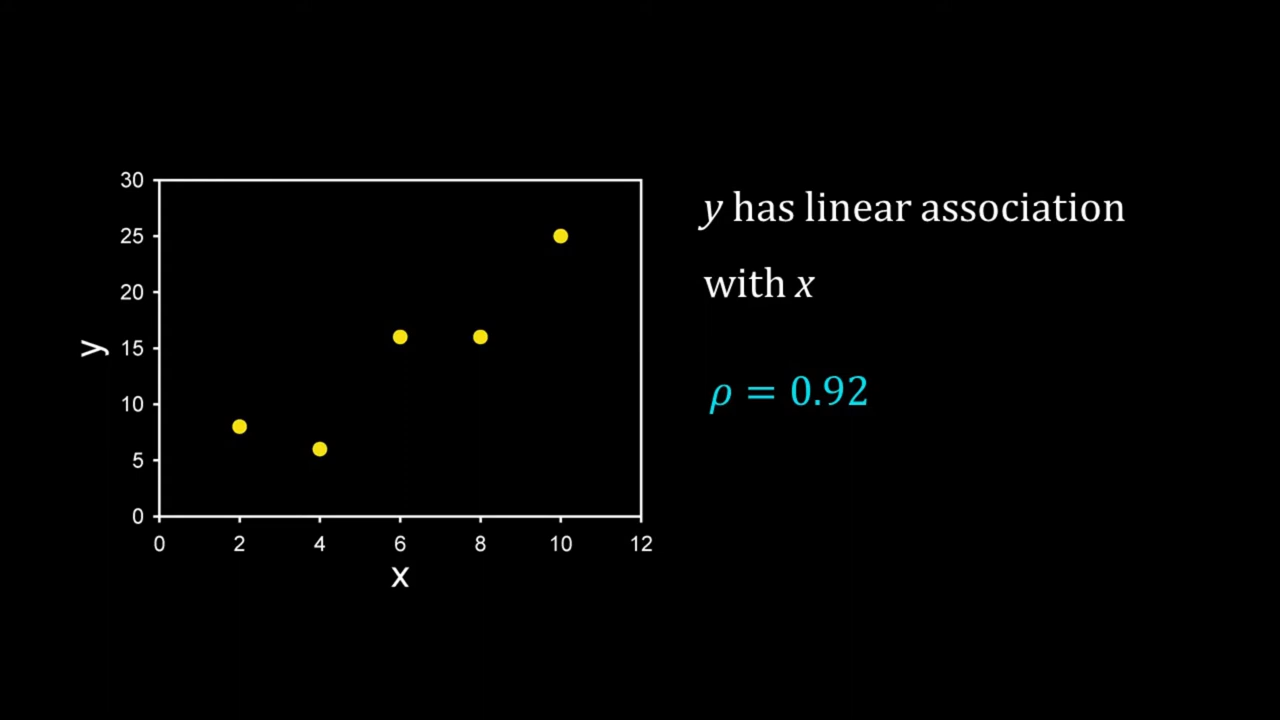 30
25
20
15
10
5
0
0 2 4 6 8 10 12
y
x
y has linear association
with x
ρ = 0.92